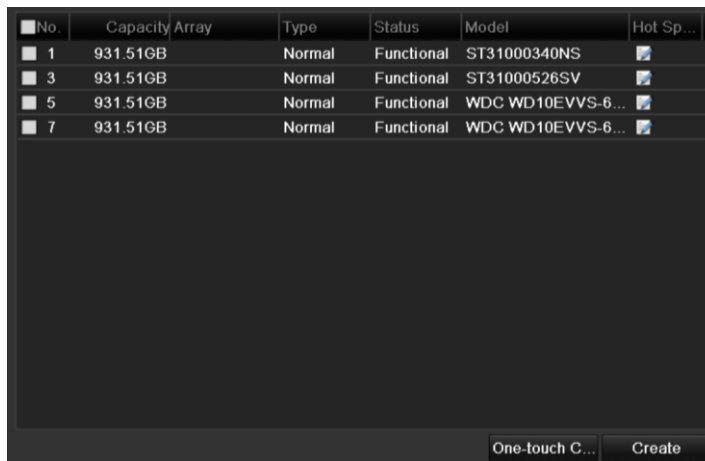 No. Capacity Array Type Status Model Hot Sp...
1 931.51GB Normal Functional ST31000340NS
3 931.51GB Normal Functional ST31000526SV
5 931.51GB Normal Functional WDC WD10EVVS-6...
7 931.51GB Normal Functional WDC WD10EVVS-6...
One-touch C... Create